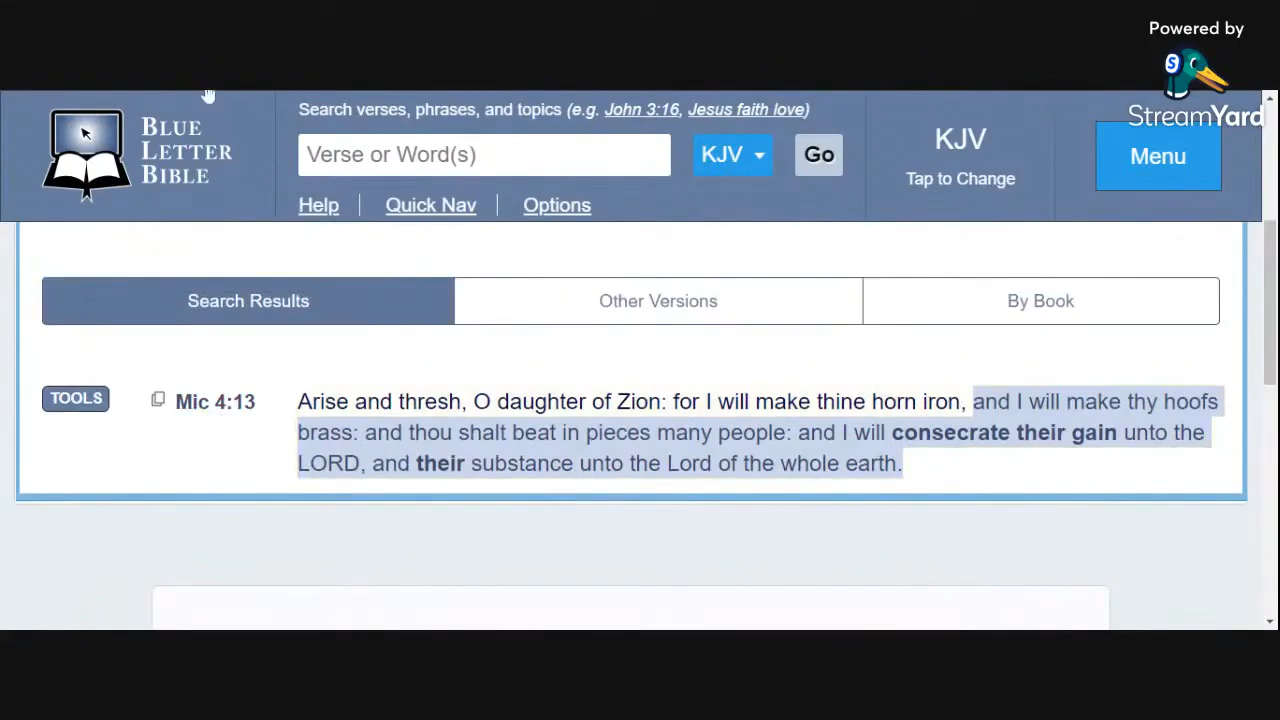 Powered by
StreamYard
Search verses, phrases, and topics (e.g. John 3:16, Jesus faith love)
BLUE
LETTER
BIBLE
Verse or Word(s)
KJV
Go
KJV
Tap to Change
Menu
Help
Quick Nav
Options
Search Results
Other Versions
By Book
TOOLS
Mic 4:13
Arise and thresh, O daughter of Zion: for I will make thine horn iron, and I will make thy hoofs
brass: and thou shalt beat in pieces many people: and I will consecrate their gain unto the
LORD, and their substance unto the Lord of the whole earth.